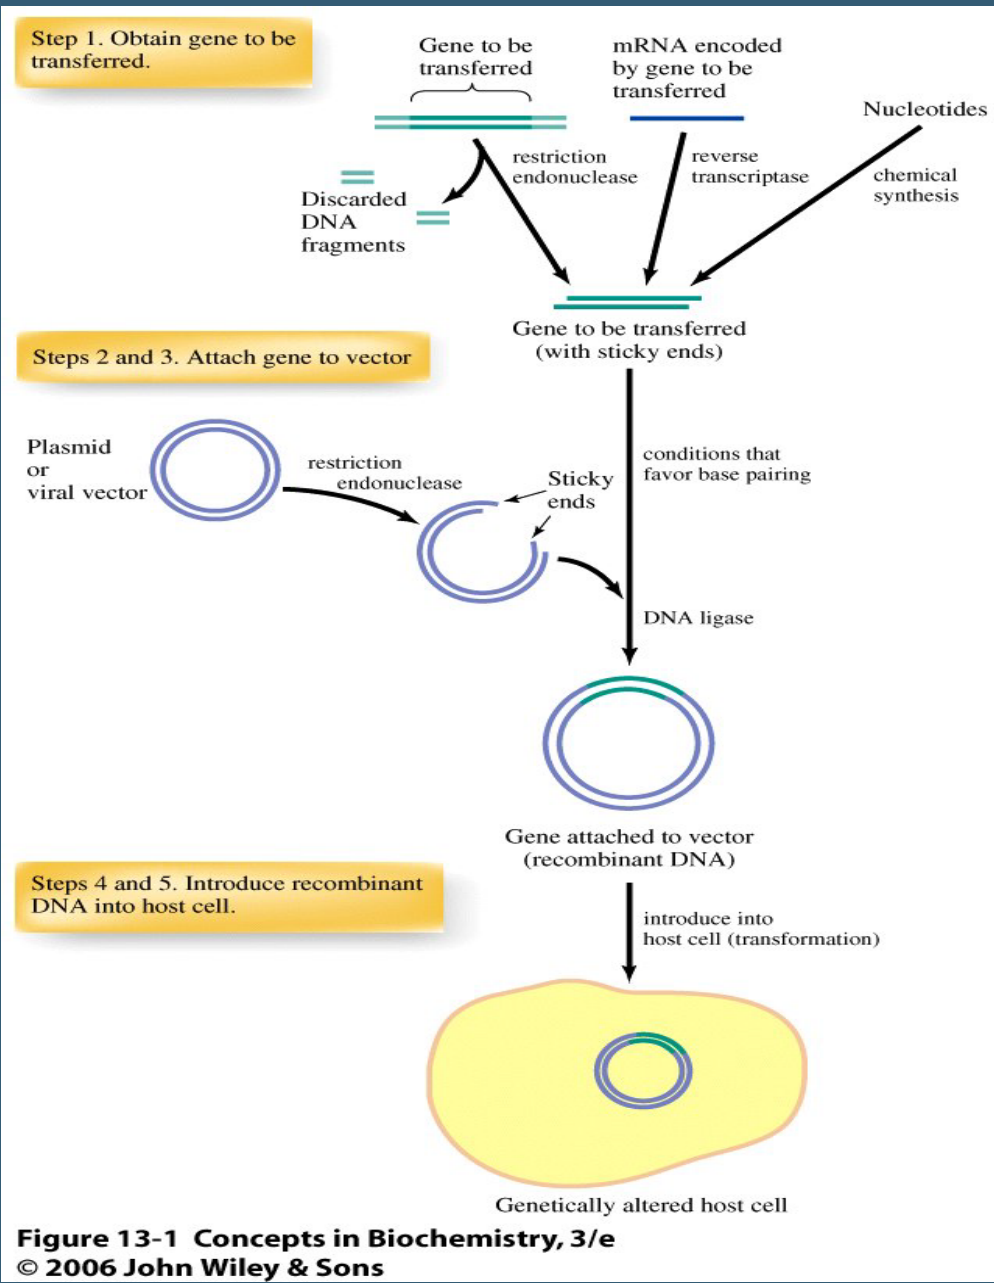 Step 1. Obtain gene to be
transferred.
Gene to be
transferred
mRNA encoded
by gene to be
transferred
Nucleotides
restriction
endonuclease
reverse
transcriptase
chemical
synthesis
Discarded
DNA
fragments
Gene to be transferred
(with sticky ends)
Steps 2 and 3. Attach gene to vector
Plasmid
or
viral vector
restriction
endonuclease
Sticky
ends
conditions that
favor base pairing
DNA ligase
Gene attached to vector
(recombinant DNA)
Steps 4 and 5. Introduce recombinant
DNA into host cell.
introduce into
host cell (transformation)
Genetically altered host cell
Figure 13-1 Concepts in Biochemistry, 3/e
© 2006 John Wiley & Sons